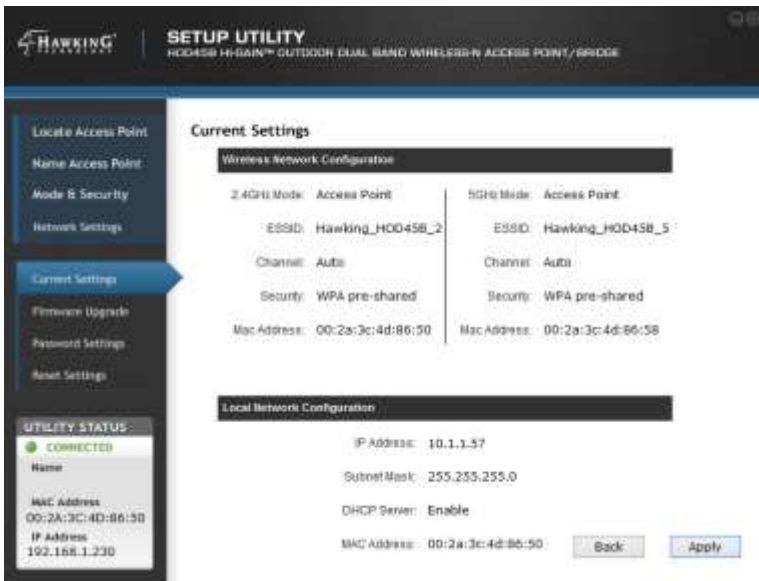 HAWKING
TECHNOLOGY
SETUP UTILITY
HOD45B HI-GAIN™ OUTDOOR DUAL BAND WIRELESS-N ACCESS POINT/BRIDGE
Locate Access Point
Name Access Point
Mode & Security
Network Settings
Current Settings
Firmware Upgrade
Password Settings
Reset Settings
UTILITY STATUS
CONNECTED
Name
MAC Address
00:2A:3C:4D:86:50
IP Address
192.168.1.230
Current Settings
Wireless Network Configuration
2.4GHz Mode: Access Point
ESSID: Hawking_HOD45B_2
Channel: Auto
Security: WPA pre-shared
Mac Address: 00:2a:3c:4d:86:50
5GHz Mode: Access Point
ESSID: Hawking_HOD45B_5
Channel: Auto
Security: WPA pre-shared
Mac Address: 00:2a:3c:4d:86:58
Local Network Configuration
IP Address: 10.1.1.57
Subnet Mask: 255.255.255.0
DHCP Server: Enable
MAC Address: 00:2a:3c:4d:86:50
Back
Apply